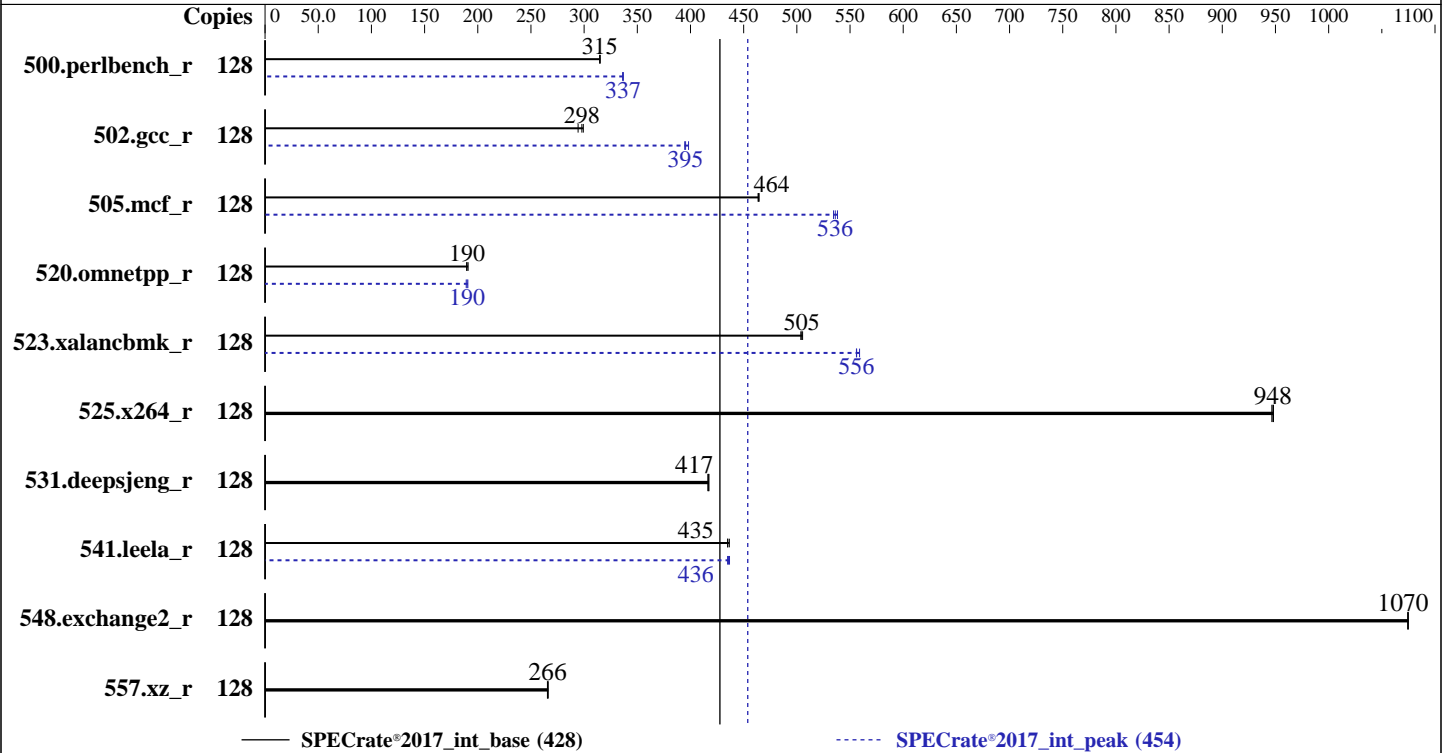 Copies 0 50.0 100 150 200 250 300 350 400 450 500 550 600 650 700 750 800 850 900 950 1000 1100
315
500.perlbench_r 128
337
298
502.gcc_r 128
395
464
505.mcf_r 128
536
190
520.omnetpp_r 128
190
505
523.xalancbmk_r 128
556
948
525.x264_r 128
417
531.deepsjeng_r 128
435
541.leela_r 128
436
1070
548.exchange2_r 128
266
557.xz_r 128
SPECrate®2017_int_base (428) SPECrate®2017_int_peak (454)